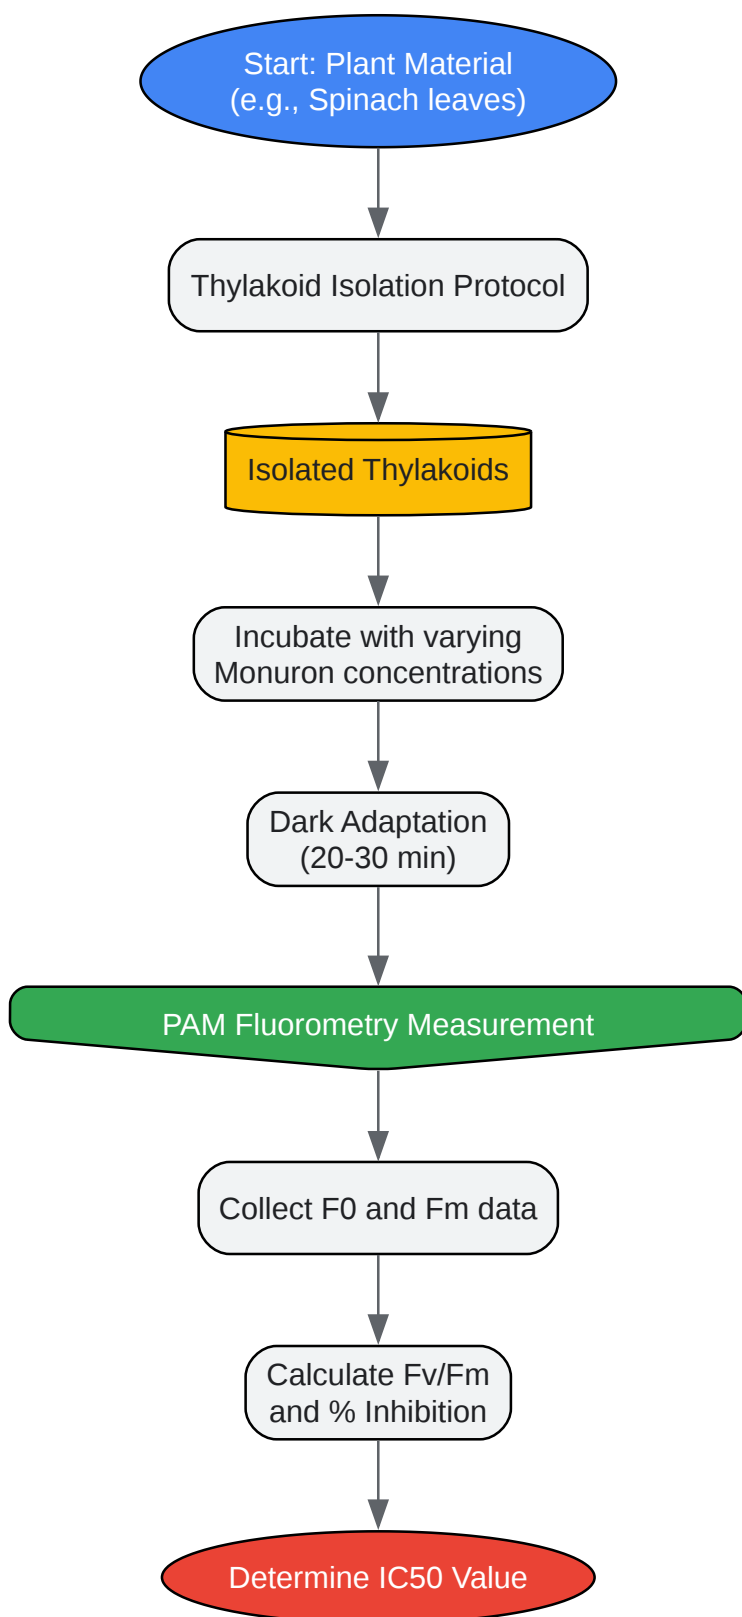 Start: Plant Material
(e.g., Spinach leaves)
Thylakoid Isolation Protocol
Isolated Thylakoids
Incubate with varying
Monuron concentrations
Dark Adaptation
(20-30 min)
PAM Fluorometry Measurement
Collect F0 and Fm data
Calculate Fv/Fm
and % Inhibition
Determine IC50 Value